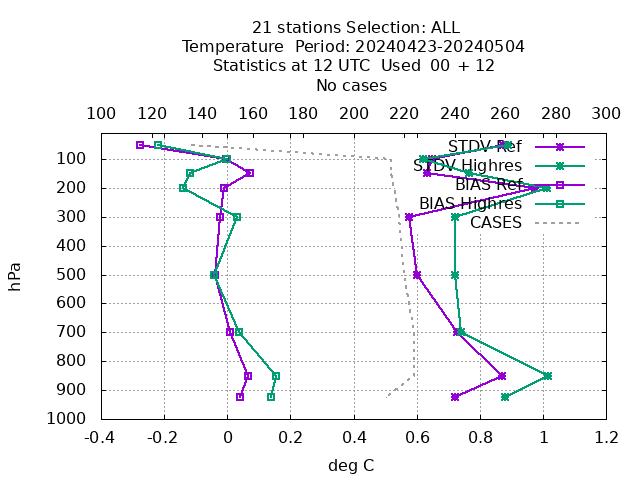 21 stations Selection: ALL
Temperature  Period: 20240423-20240504
Statistics at 12 UTC  Used  00 + 12
No cases
100 120 140 160 180 200 220 240 260 280 300
STDV Ref
STDV Highres
BIAS Ref
BIAS Highres
CASES
100
200
300
400
500
600
700
800
900
1000
hPa
-0.4 -0.2 0 0.2 0.4 0.6 0.8 1 1.2
deg C